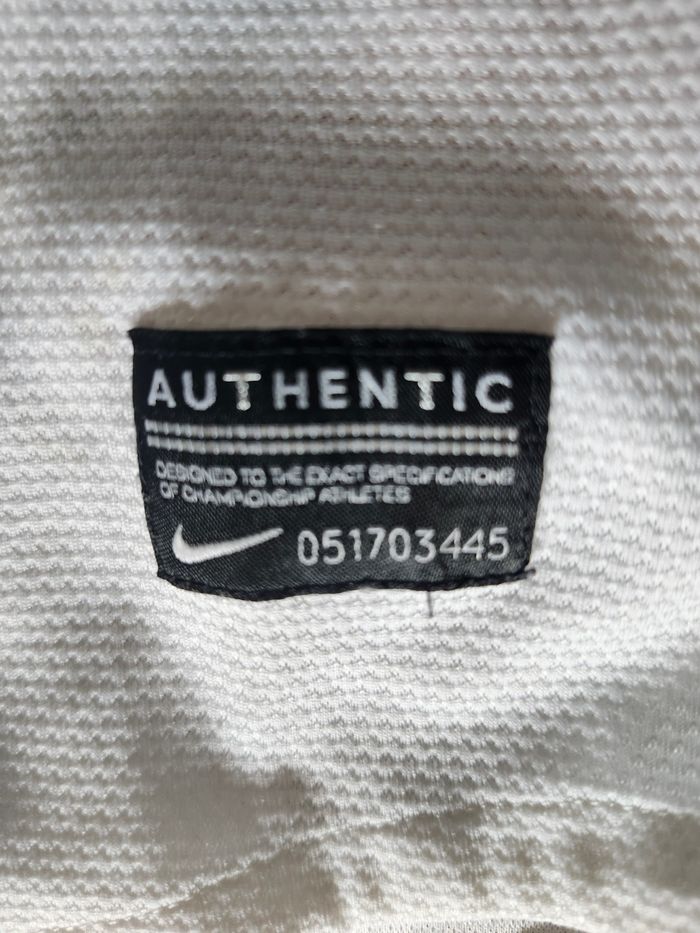 AUTHENTIC
DESIGNED TO THE EXACT SPECIFICATIONS
OF CHAMPIONSHIP ATHLETES
051703445